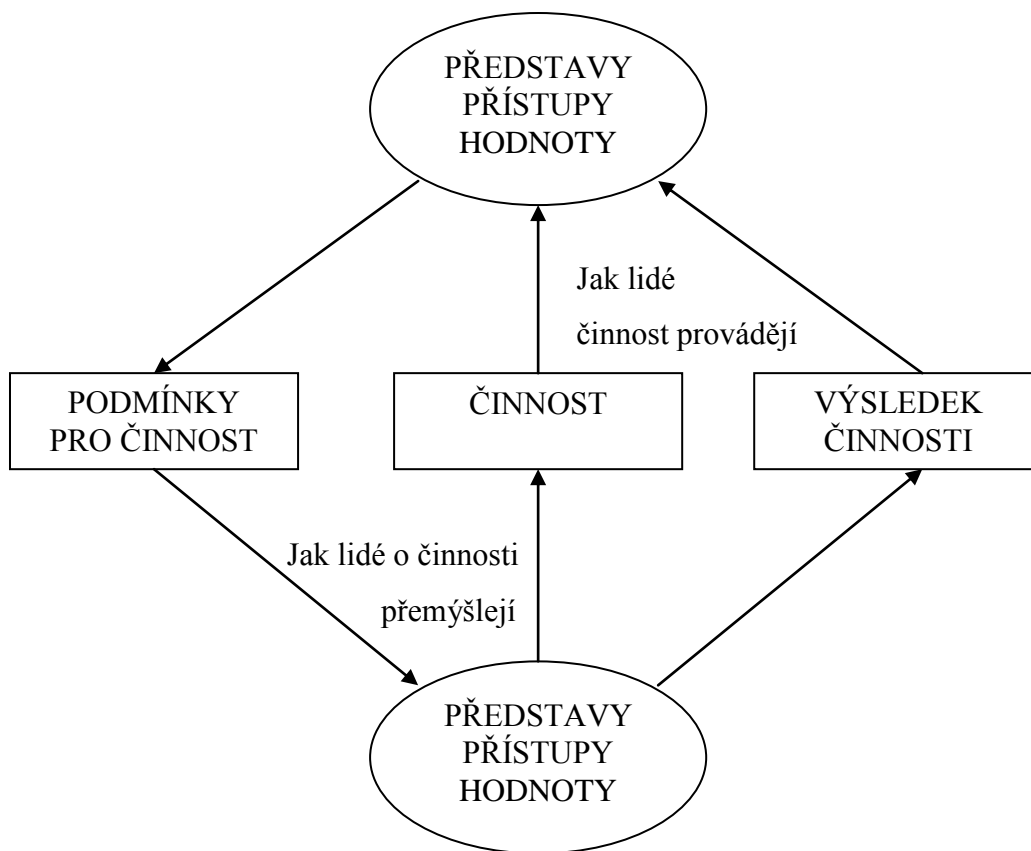 PŘEDSTAVY
PŘÍSTUPY
HODNOTY
Jak lidé
činnost provádějí
PODMÍNKY
PRO ČINNOST
ČINNOST
VÝSLEDEK
ČINNOSTI
Jak lidé o činnosti
přemýšlejí
PŘEDSTAVY
PŘÍSTUPY
HODNOTY